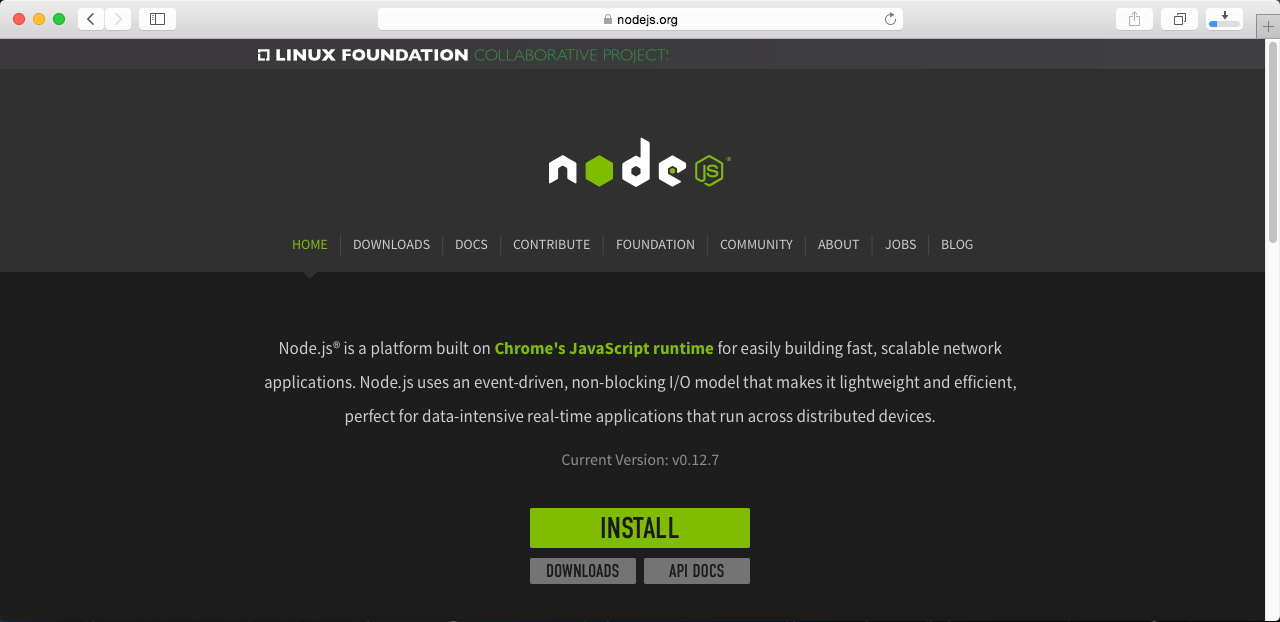 nodejs.org
LINUX FOUNDATION COLLABORATIVE PROJECTS
node JS®
HOME DOWNLOADS DOCS CONTRIBUTE FOUNDATION COMMUNITY ABOUT JOBS BLOG
Node.js® is a platform built on Chrome's JavaScript runtime for easily building fast, scalable network
applications. Node.js uses an event-driven, non-blocking I/O model that makes it lightweight and efficient,
perfect for data-intensive real-time applications that run across distributed devices.
Current Version: v0.12.7
INSTALL
DOWNLOADS API DOCS